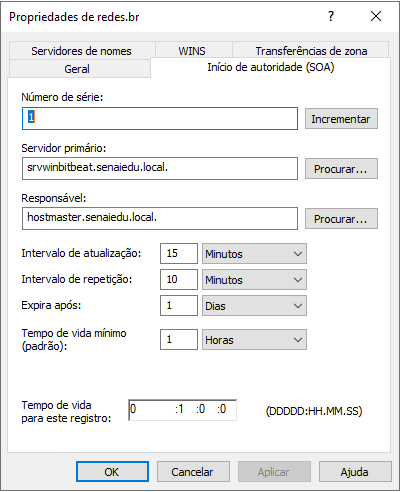 Propriedades de redes.br
?
Servidores de nomes WINS Transferências de zona
Geral Início de autoridade (SOA)
Número de série:
1 Incrementar
Servidor primário:
srvwinbitbeat.senaiedu.local. Procurar...
Responsável:
hostmaster.senaiedu.local. Procurar...
Intervalo de atualização: 15 Minutos
Intervalo de repetição: 10 Minutos
Expira após: 1 Dias
Tempo de vida mínimo
(padrão): 1 Horas
Tempo de vida
para este registro: 0 :1 :0 :0 (DDDDD:HH.MM.SS)
OK Cancelar Aplicar Ajuda